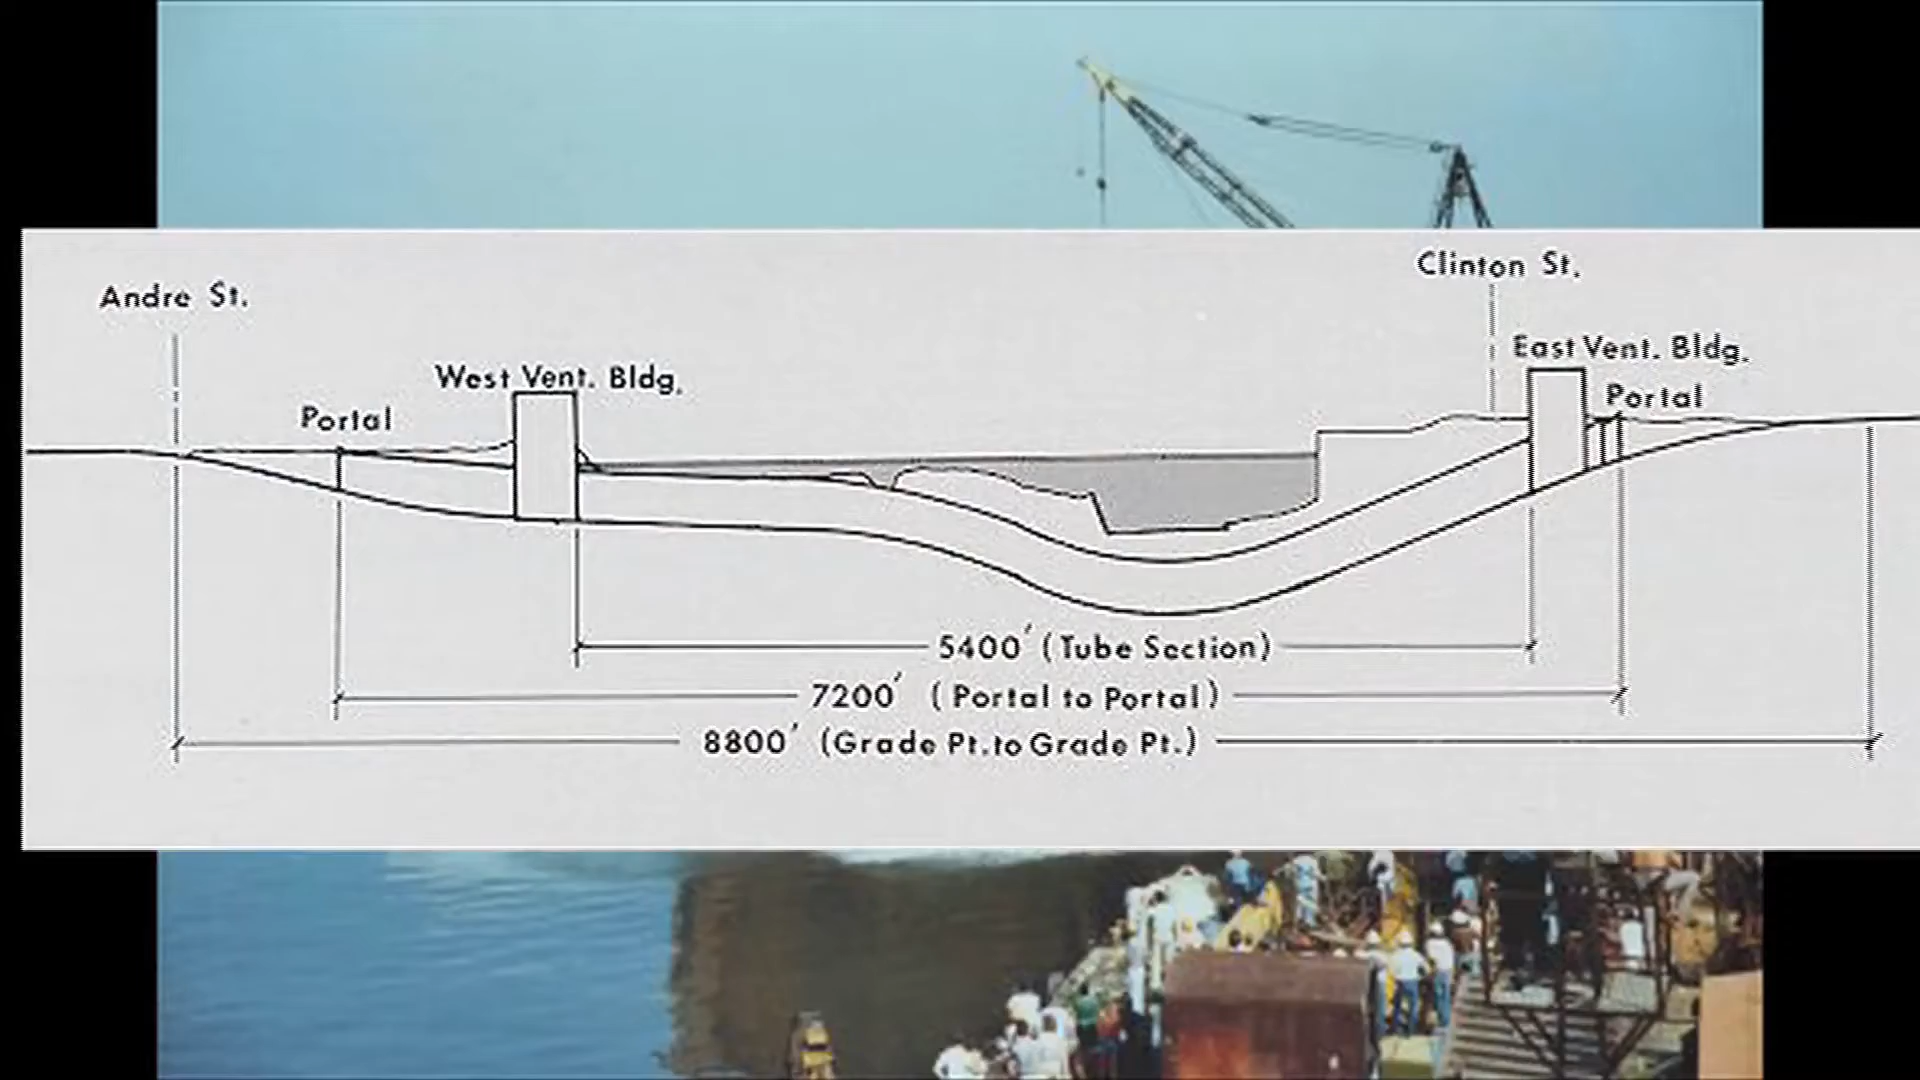 Clinton St.
Andre St.
East Vent. Bldg.
West Vent. Bldg.
Portal
Portal
5400' (Tube Section)
7200' (Portal to Portal)
8800' (Grade Pt. to Grade Pt.)